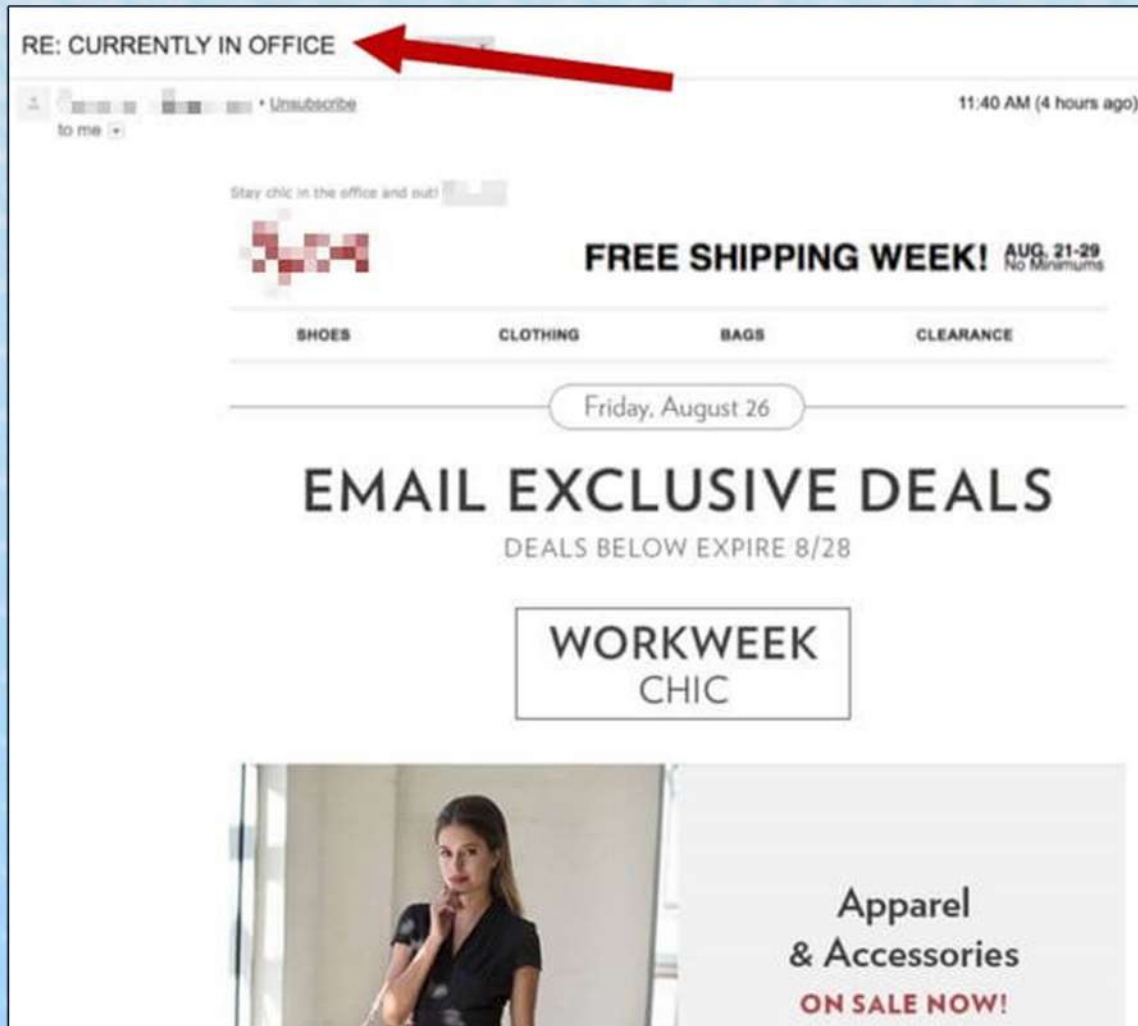 RE: CURRENTLY IN OFFICE
• Unsubscribe
11:40 AM (4 hours ago)
to me
Stay chic in the office and out!
FREE SHIPPING WEEK! AUG. 21-29
No Minimums
SHOES CLOTHING BAGS CLEARANCE
Friday, August 26
EMAIL EXCLUSIVE DEALS
DEALS BELOW EXPIRE 8/28
WORKWEEK
CHIC
Apparel
& Accessories
ON SALE NOW!